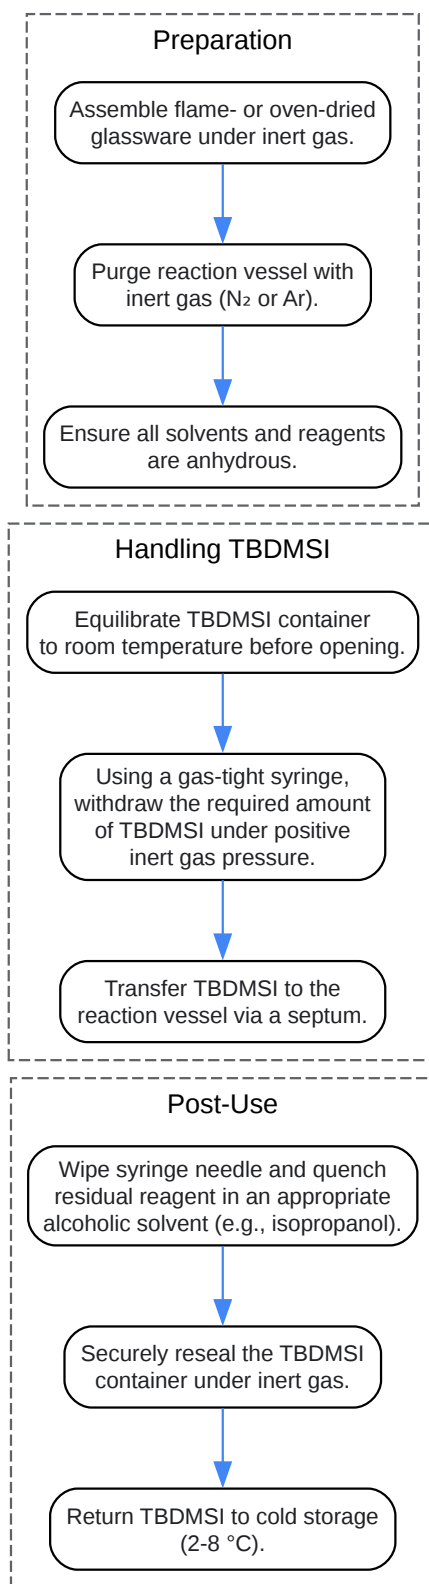 Preparation
Assemble flame- or oven-dried
glassware under inert gas.
Purge reaction vessel with
inert gas (N₂ or Ar).
Ensure all solvents and reagents
are anhydrous.
Handling TBDMSI
Equilibrate TBDMSI container
to room temperature before opening.
Using a gas-tight syringe,
withdraw the required amount
of TBDMSI under positive
inert gas pressure.
Transfer TBDMSI to the
reaction vessel via a septum.
Post-Use
Wipe syringe needle and quench
residual reagent in an appropriate
alcoholic solvent (e.g., isopropanol).
Securely reseal the TBDMSI
container under inert gas.
Return TBDMSI to cold storage
(2-8 °C).